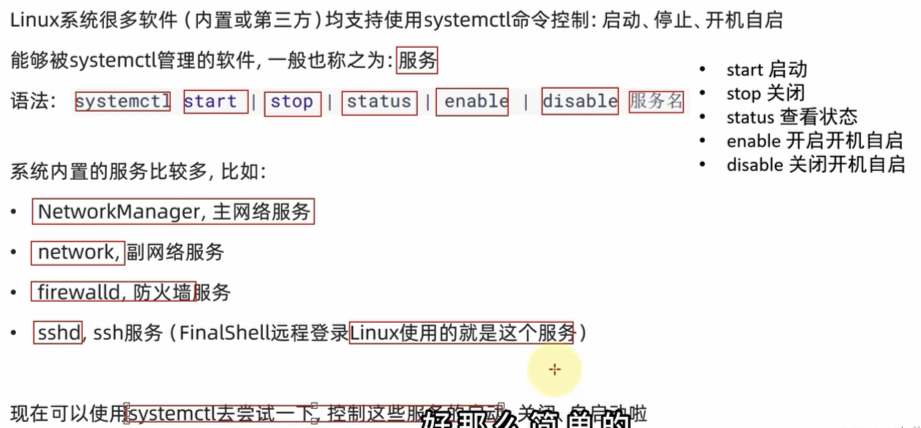 Linux系统很多软件（内置或第三方）均支持使用systemctl命令控制：启动、停止、开机自启
能够被systemctl管理的软件，一般也称之为：服务
语法： systemctl start | stop | status | enable | disable 服务名
• start 启动
• stop 关闭
• status 查看状态
• enable 开启开机自启
• disable 关闭开机自启
系统内置的服务比较多，比如：
• NetworkManager, 主网络服务
• network, 副网络服务
• firewalld, 防火墙服务
• sshd, ssh服务（FinalShell远程登录Linux使用的就是这个服务）
现在可以使用systemctl去尝试一下，控制这些服务的启动、关闭、自启动啦
好那么简单的